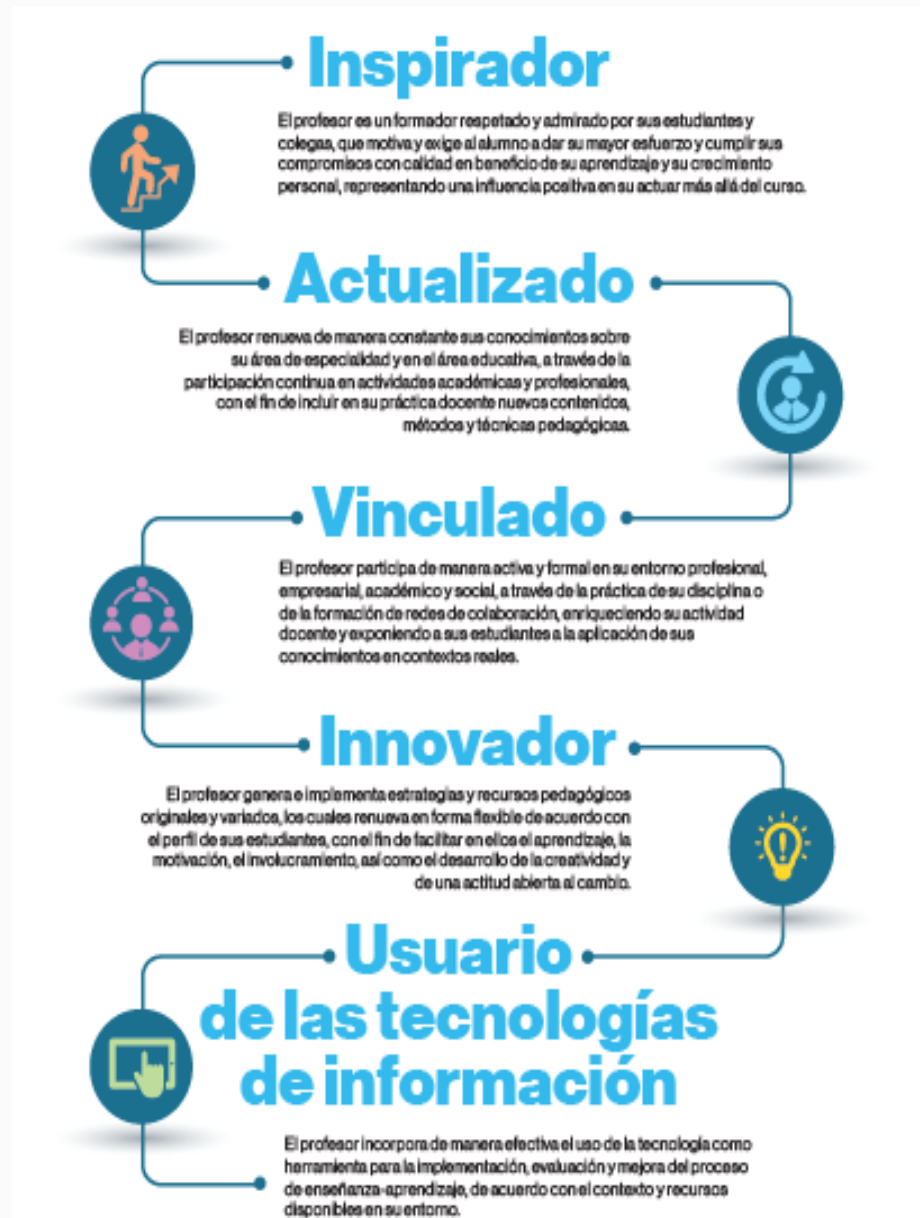 Inspirador
El profesor es un formador respetado y admirado por sus estudiantes y
colegas, que motiva y exige al alumno a dar su mayor esfuerzo y cumplir sus
compromisos con calidad en beneficio de su aprendizaje y su crecimiento
personal, representando una influencia positiva en su actuar más allá del curso.
Actualizado
El profesor renueva de manera constante sus conocimientos sobre
su área de especialidad y en el área educativa, a través de la
participación continua en actividades académicas y profesionales,
con el fin de incluir en su práctica docente nuevos contenidos,
métodos y técnicas pedagógicas.
Vinculado
El profesor participa de manera activa y formal en su entorno profesional,
empresarial, académico y social, a través de la práctica de su disciplina o
de la formación de redes de colaboración, enriqueciendo su actividad
docente y exponiendo a sus estudiantes a la aplicación de sus
conocimientos en contextos reales.
Innovador
El profesor genera e implementa estrategias y recursos pedagógicos
originales y variados, los cuales renueva en forma flexible de acuerdo con
el perfil de sus estudiantes, con el fin de facilitar en ellos el aprendizaje, la
motivación, el involucramiento, así como el desarrollo de la creatividad y
de una actitud abierta al cambio.
Usuario
de las tecnologías
de información
El profesor incorpora de manera efectiva el uso de la tecnología como
herramienta para la implementación, evaluación y mejora del proceso
de enseñanza-aprendizaje, de acuerdo con el contexto y recursos
disponibles en su entorno.